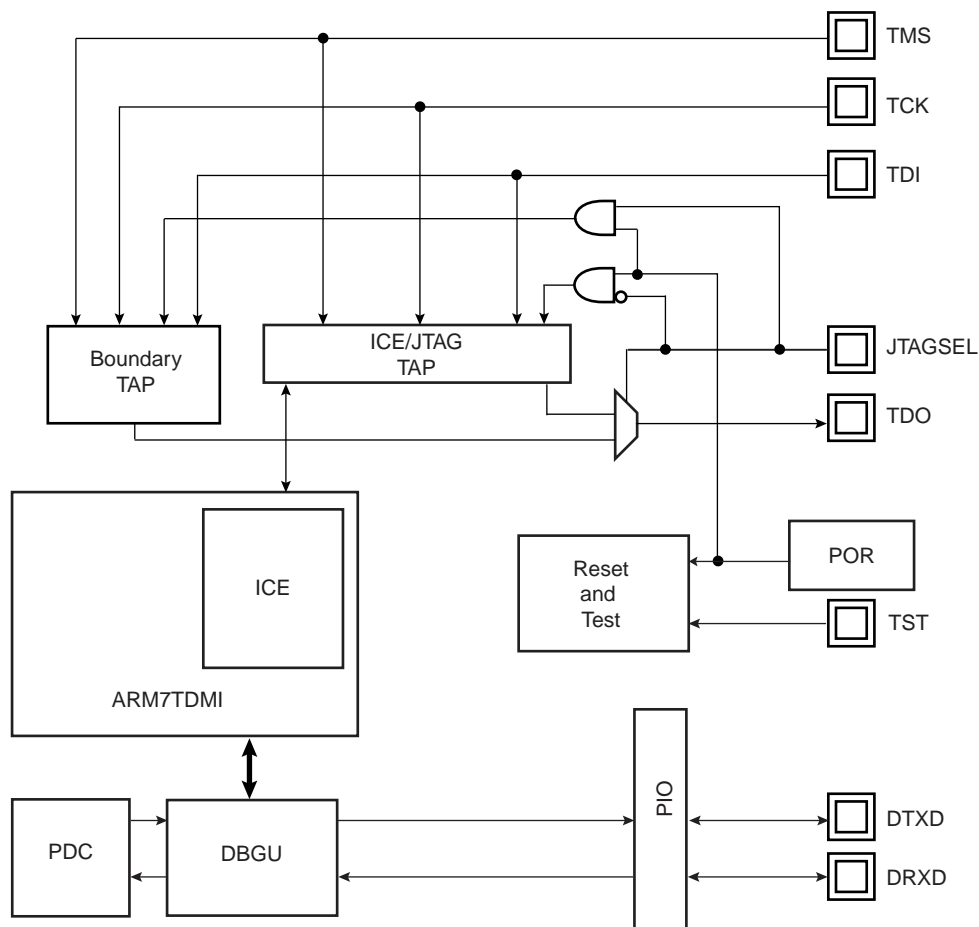 TMS
TCK
TDI
Boundary
TAP
ICE/JTAG
TAP
JTAGSEL
TDO
POR
Reset
and
Test
TST
ICE
ARM7TDMI
PIO
PDC
DBGU
DTXD
DRXD